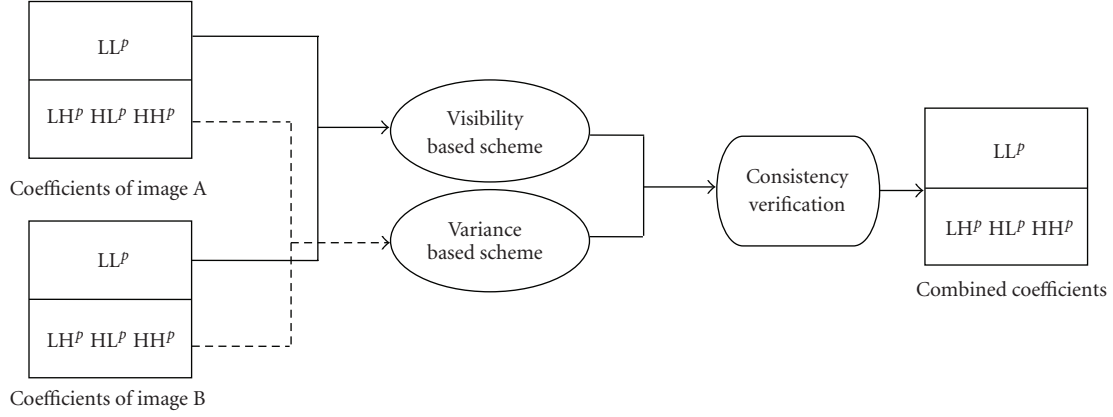 LL^p
LH^p HL^p HH^p
Coefficients of image A
LL^p
LH^p HL^p HH^p
Coefficients of image B
Visibility
based scheme
Variance
based scheme
Consistency
verification
LL^p
LH^p HL^p HH^p
Combined coefficients